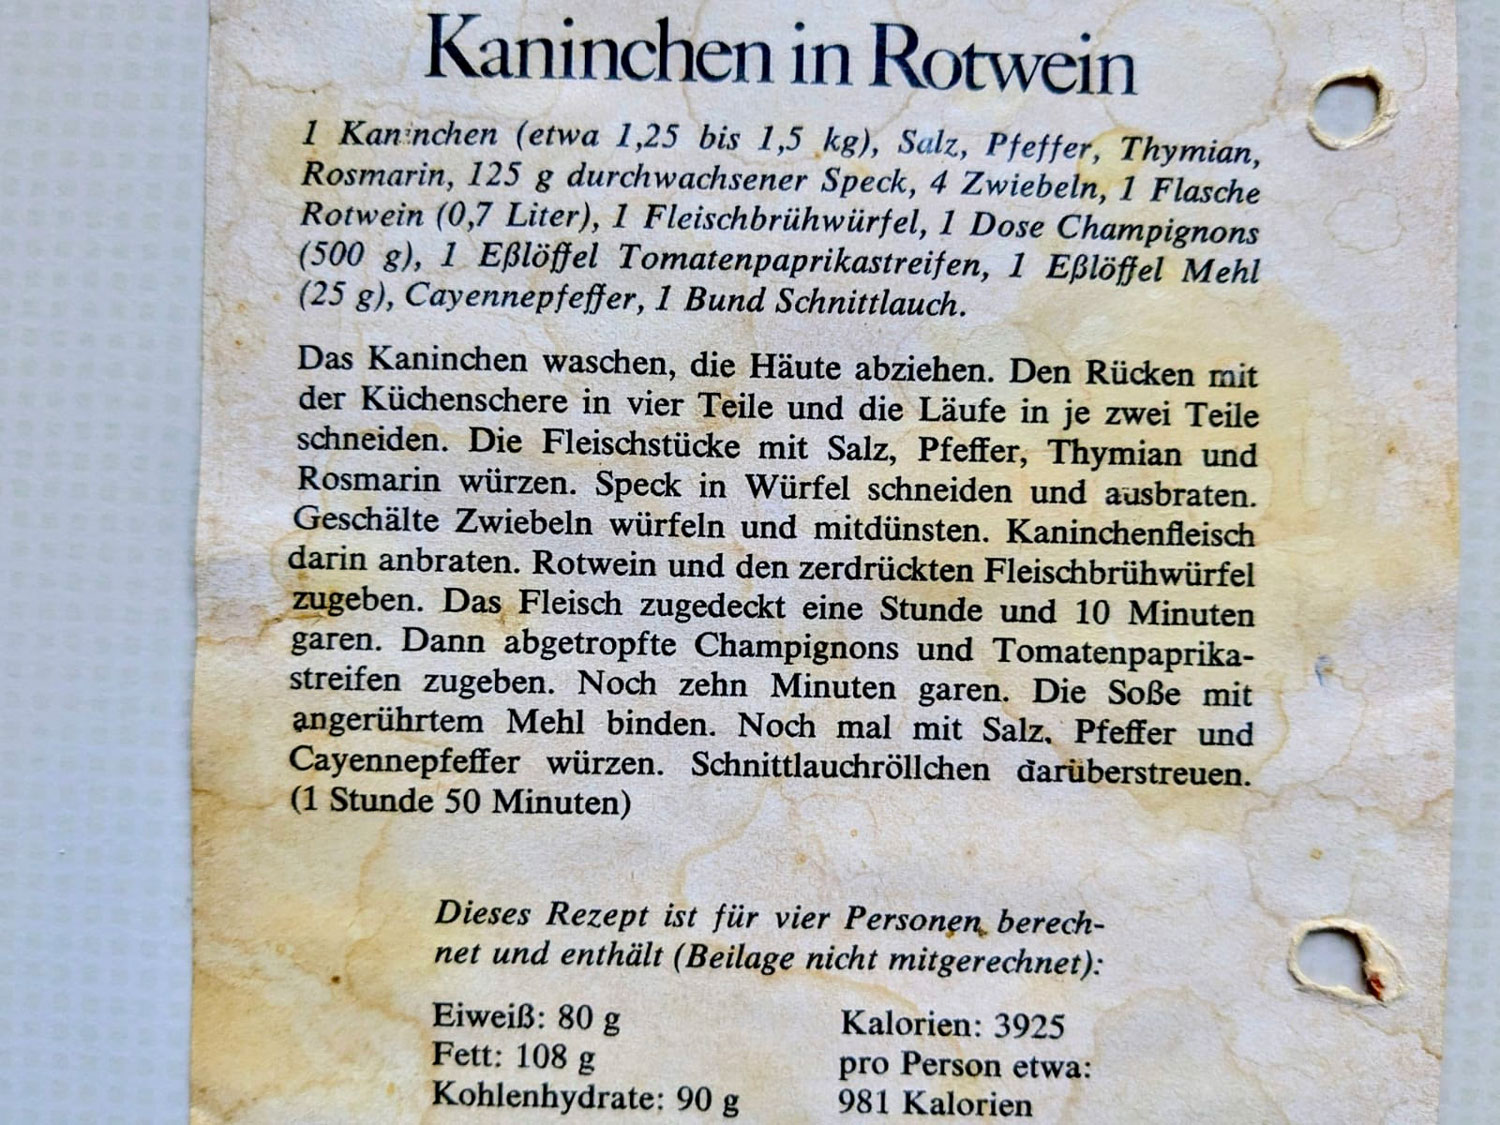 Kaninchen in Rotwein
1 Kaninchen (etwa 1,25 bis 1,5 kg), Salz, Pfeffer, Thymian,
Rosmarin, 125 g durchwachsener Speck, 4 Zwiebeln, 1 Flasche
Rotwein (0,7 Liter), 1 Fleischbrühwürfel, 1 Dose Champignons
(500 g), 1 Eßlöffel Tomatenpaprikastreifen, 1 Eßlöffel Mehl
(25 g), Cayennepfeffer, 1 Bund Schnittlauch.
Das Kaninchen waschen, die Häute abziehen. Den Rücken mit
der Küchenschere in vier Teile und die Läufe in je zwei Teile
schneiden. Die Fleischstücke mit Salz, Pfeffer, Thymian und
Rosmarin würzen. Speck in Würfel schneiden und ausbraten.
Geschälte Zwiebeln würfeln und mitdünsten. Kaninchenfleisch
darin anbraten. Rotwein und den zerdrückten Fleischbrühwürfel
zugeben. Das Fleisch zugedeckt eine Stunde und 10 Minuten
garen. Dann abgetropfte Champignons und Tomatenpaprika-
streifen zugeben. Noch zehn Minuten garen. Die Soße mit
angerührtem Mehl binden. Noch mal mit Salz, Pfeffer und
Cayennepfeffer würzen. Schnittlauchröllchen darüberstreuen.
(1 Stunde 50 Minuten)
Dieses Rezept ist für vier Personen berech-
net und enthält (Beilage nicht mitgerechnet):
Eiweiß: 80 g
Fett: 108 g
Kohlenhydrate: 90 g
Kalorien: 3925
pro Person etwa:
981 Kalorien